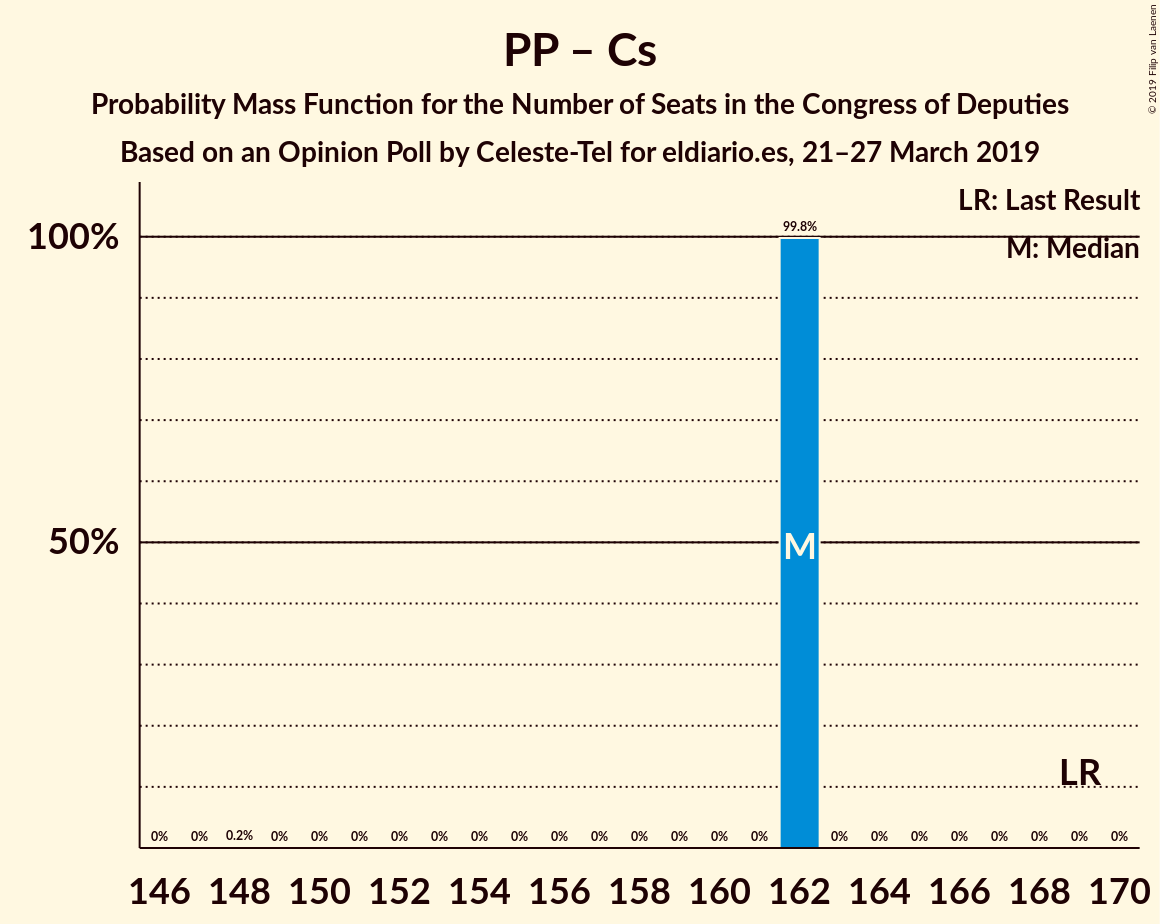 PP – Cs
Probability Mass Function for the Number of Seats in the Congress of Deputies
Based on an Opinion Poll by Celeste-Tel for eldiario.es, 21–27 March 2019
© 2019 Filip van Laenen
LR: Last Result
M: Median
100%
50%
99.8%
M
LR
0% 0% 0.2% 0% 0% 0% 0% 0% 0% 0% 0% 0% 0% 0% 0% 0% 0% 0% 0% 0% 0% 0% 0% 0%
146 148 150 152 154 156 158 160 162 164 166 168 170